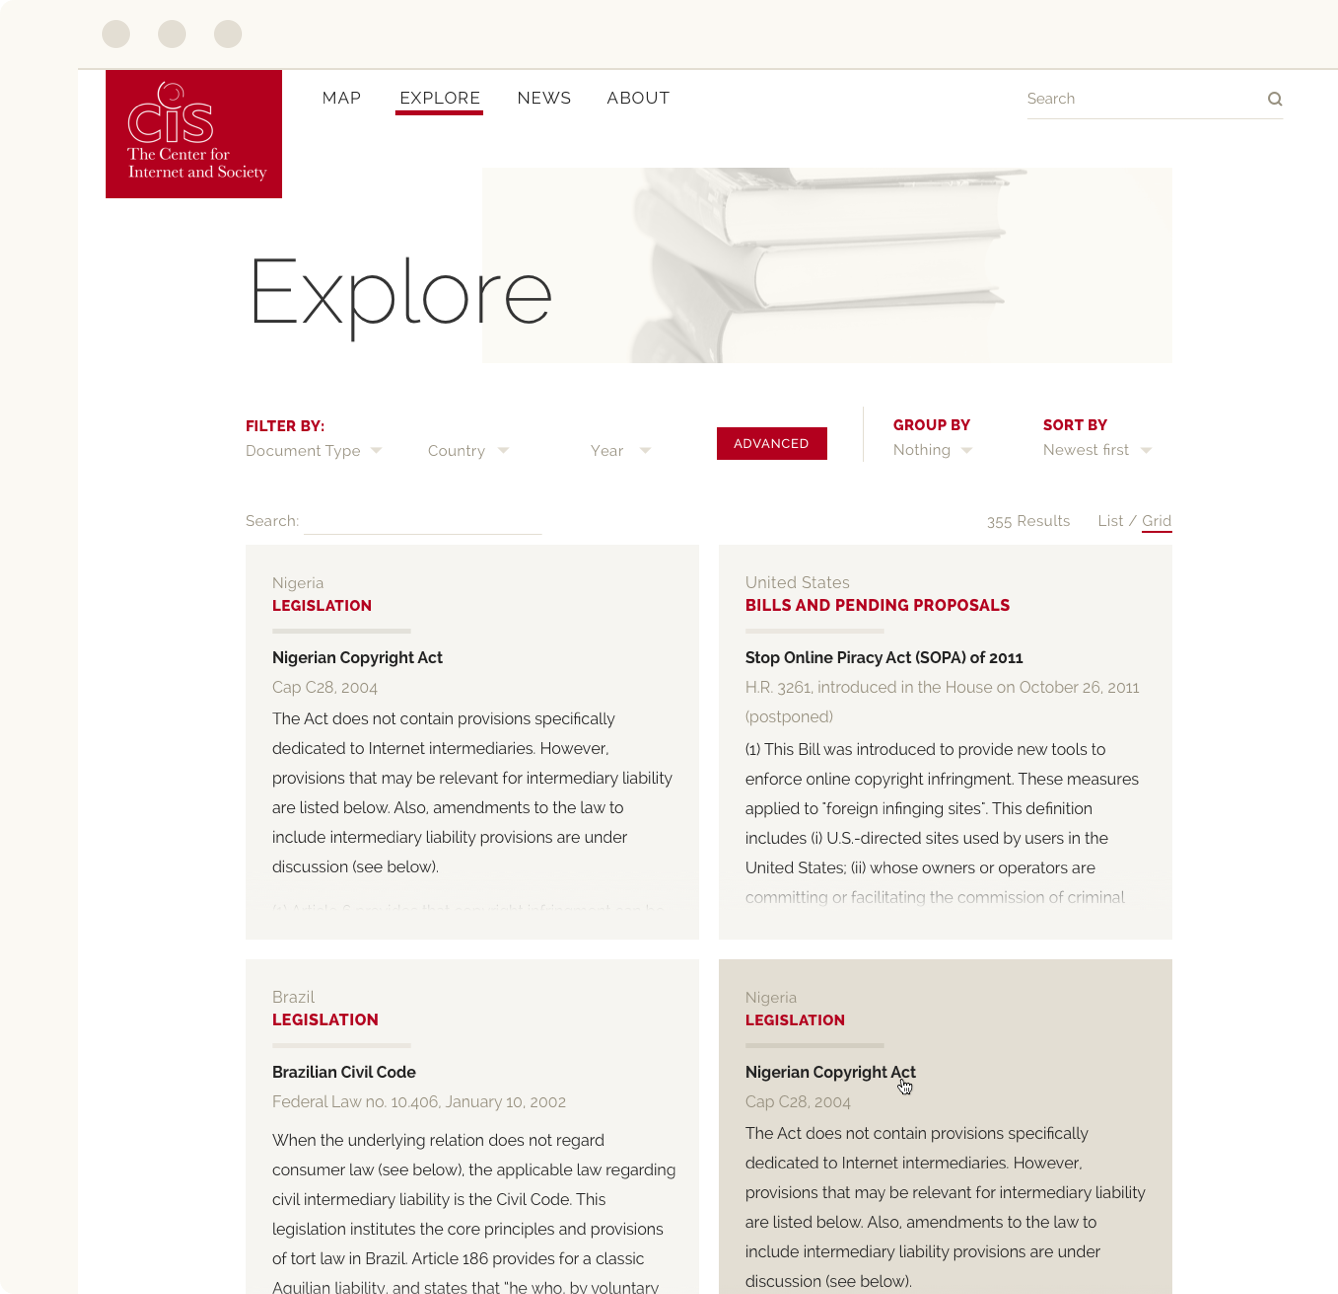 cis
The Center for
Internet and Society
MAP EXPLORE NEWS ABOUT
Search
Explore
FILTER BY:
Document Type Country Year
ADVANCED
GROUP BY
Nothing
SORT BY
Newest first
Search:
355 Results List / Grid
Nigeria
LEGISLATION
Nigerian Copyright Act
Cap C28, 2004
The Act does not contain provisions specifically
dedicated to Internet intermediaries. However,
provisions that may be relevant for intermediary liability
are listed below. Also, amendments to the law to
include intermediary liability provisions are under
discussion (see below).
(1) Article 6 provides that copyright infringement can be
United States
BILLS AND PENDING PROPOSALS
Stop Online Piracy Act (SOPA) of 2011
H.R. 3261, introduced in the House on October 26, 2011
(postponed)
(1) This Bill was introduced to provide new tools to
enforce online copyright infringment. These measures
applied to "foreign infinging sites". This definition
includes (i) U.S.-directed sites used by users in the
United States; (ii) whose owners or operators are
committing or facilitating the commission of criminal
Brazil
LEGISLATION
Brazilian Civil Code
Federal Law no. 10.406, January 10, 2002
When the underlying relation does not regard
consumer law (see below), the applicable law regarding
civil intermediary liability is the Civil Code. This
legislation institutes the core principles and provisions
of tort law in Brazil. Article 186 provides for a classic
Aquilian liability, and states that "he who, by voluntary
Nigeria
LEGISLATION
Nigerian Copyright Act
Cap C28, 2004
The Act does not contain provisions specifically
dedicated to Internet intermediaries. However,
provisions that may be relevant for intermediary liability
are listed below. Also, amendments to the law to
include intermediary liability provisions are under
discussion (see below).